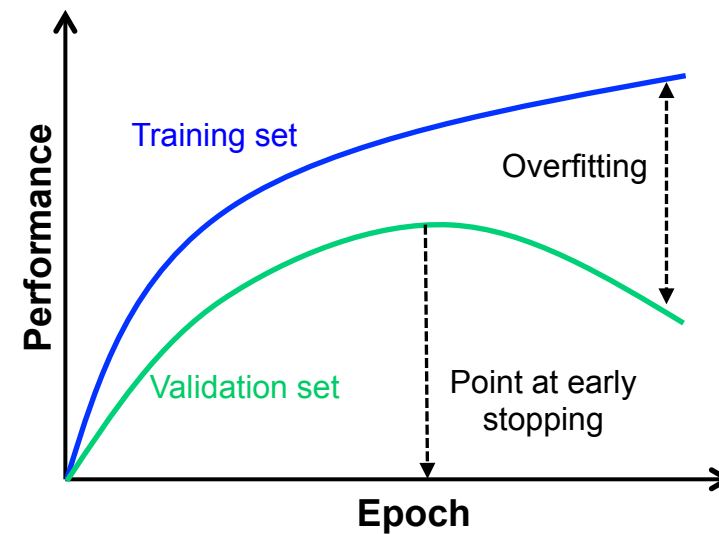 Training set
Overfitting
Performance
Validation set
Point at early
stopping
Epoch